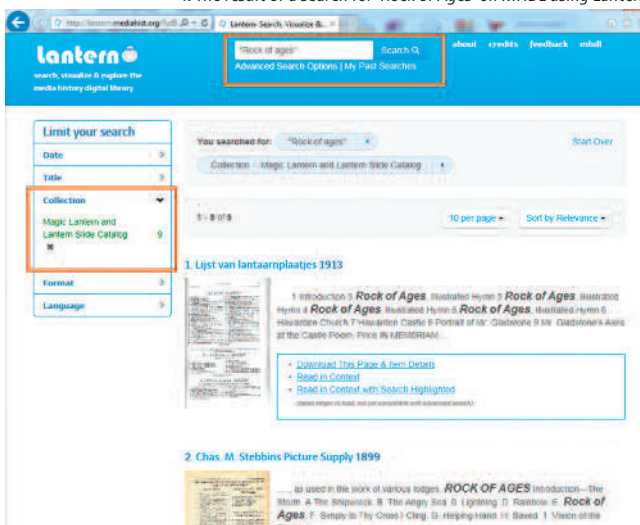 4. The result of a search for 'Rock of Ages' on MHDL using Lantern
Lantern Search, Visualize &...
Lantern
search, visualize & explore the
media history digital library
"Rock of ages"
Search
Advanced Search Options | My Past Searches
about credits feedback mhdl
Limit your search
Date
Title
Collection
Magic Lantern and
Lantern Slide Catalog 9
Format
Language
You searched for: "Rock of ages"
Start Over
Collection Magic Lantern and Lantern Slide Catalog
1 - 9 of 9
10 per page
Sort by Relevance
1. Lijst van lantaarnplaatjes 1913
1 Introduction 3 Rock of Ages, Illustrated Hymn 3 Rock of Ages, Illustrated
Hymn 4 Rock of Ages, Illustrated Hymn 5 Rock of Ages, Illustrated Hymn 6
Hawarden Church 7 Hawarden Castle 8 Portrait of Mr. Gladstone 9 Mr. Gladstone's Axes
at the Castle Poom. Price IN MEMORIAM
Download This Page & Item Details
Read in Context
Read in Context with Search Highlighted
2. Chas. M. Stebbins Picture Supply 1899
..., as used in the work of various lodges. ROCK OF AGES Introduction—The
Storm. A The Shipwreck. B. The Angry Sea. Lightning. D. Rainbow. E. Rock of
Ages. F. Simply to Thy Cross I Cling. G. Helping Hand. H. Saved. 1 Vision of the